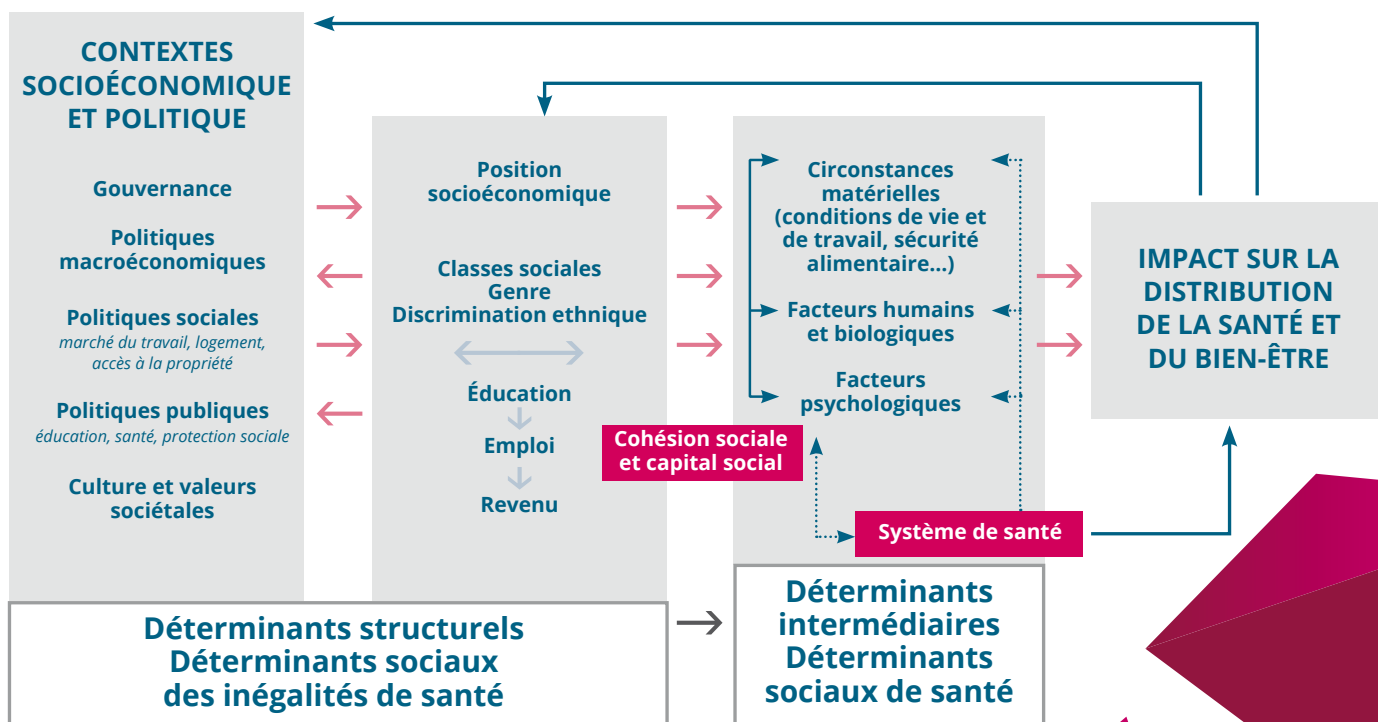 CONTEXTES
SOCIOÉCONOMIQUE
ET POLITIQUE
Gouvernance
Politiques
macroéconomiques
Politiques sociales
marché du travail, logement,
accès à la propriété
Politiques publiques
éducation, santé, protection sociale
Culture et valeurs
sociétales
Position
socioéconomique
Classes sociales
Genre
Discrimination ethnique
Éducation
Emploi
Revenu
Circonstances
matérielles
(conditions de vie et
de travail, sécurité
alimentaire...)
Facteurs humains
et biologiques
Facteurs
psychologiques
Cohésion sociale
et capital social
Système de santé
IMPACT SUR LA
DISTRIBUTION
DE LA SANTÉ ET
DU BIEN-ÊTRE
Déterminants structurels
Déterminants sociaux
des inégalités de santé
Déterminants
intermédiaires
Déterminants
sociaux de santé